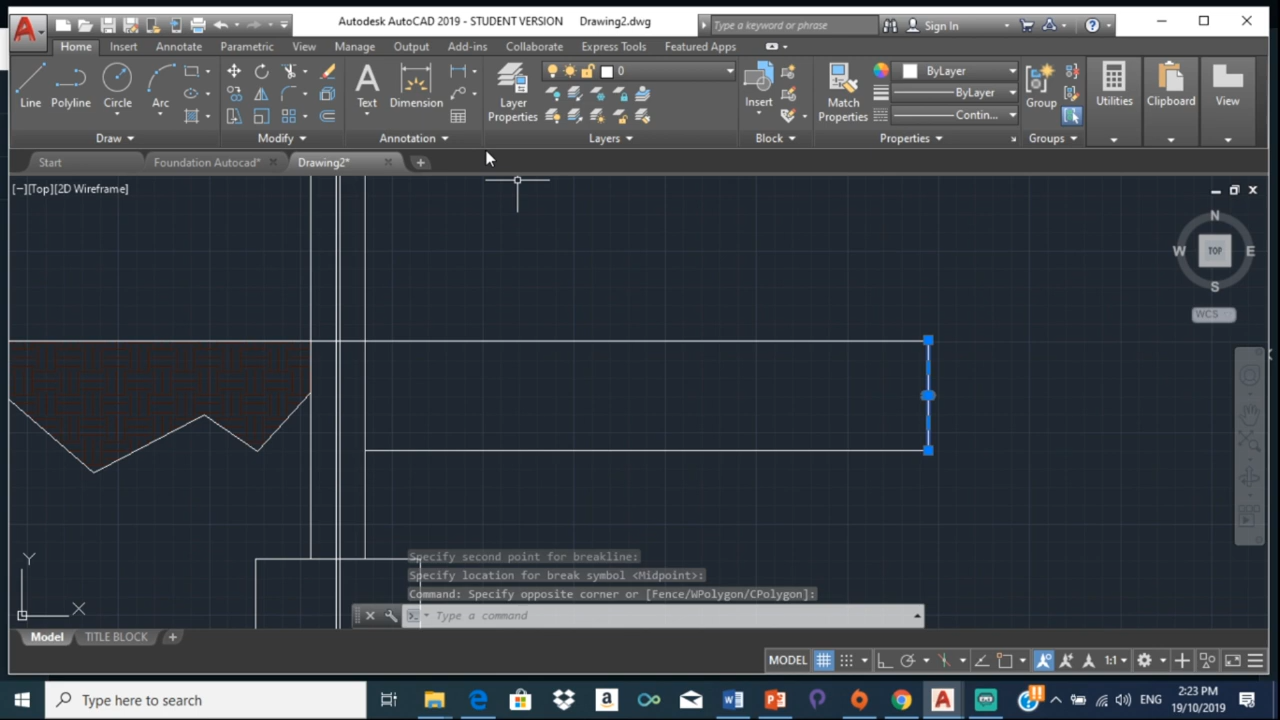 Autodesk AutoCAD 2019 - STUDENT VERSION Drawing2.dwg
Type a keyword or phrase
Sign In
Home Insert Annotate Parametric View Manage Output Add-ins Collaborate Express Tools Featured Apps
0
ByLayer
ByLayer
Contin...
Line Polyline Circle Arc
Text Dimension
Layer Properties
Insert
Match Properties
Group
Utilities Clipboard View
Draw Modify Annotation Layers Block Properties Groups
Start Foundation Autocad* Drawing2*
[−][Top][2D Wireframe]
N
W TOP E
S
WCS
Specify second point for breakline:
Specify location for break symbol <Midpoint>:
Command: Specify opposite corner or [Fence/WPolygon/CPolygon]:
Type a command
Y
X
Model TITLE BLOCK
MODEL 1:1
Type here to search
ENG
2:23 PM
19/10/2019